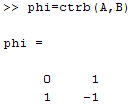 >> phi=ctrb(A,B)
phi =
0 1
1 -1